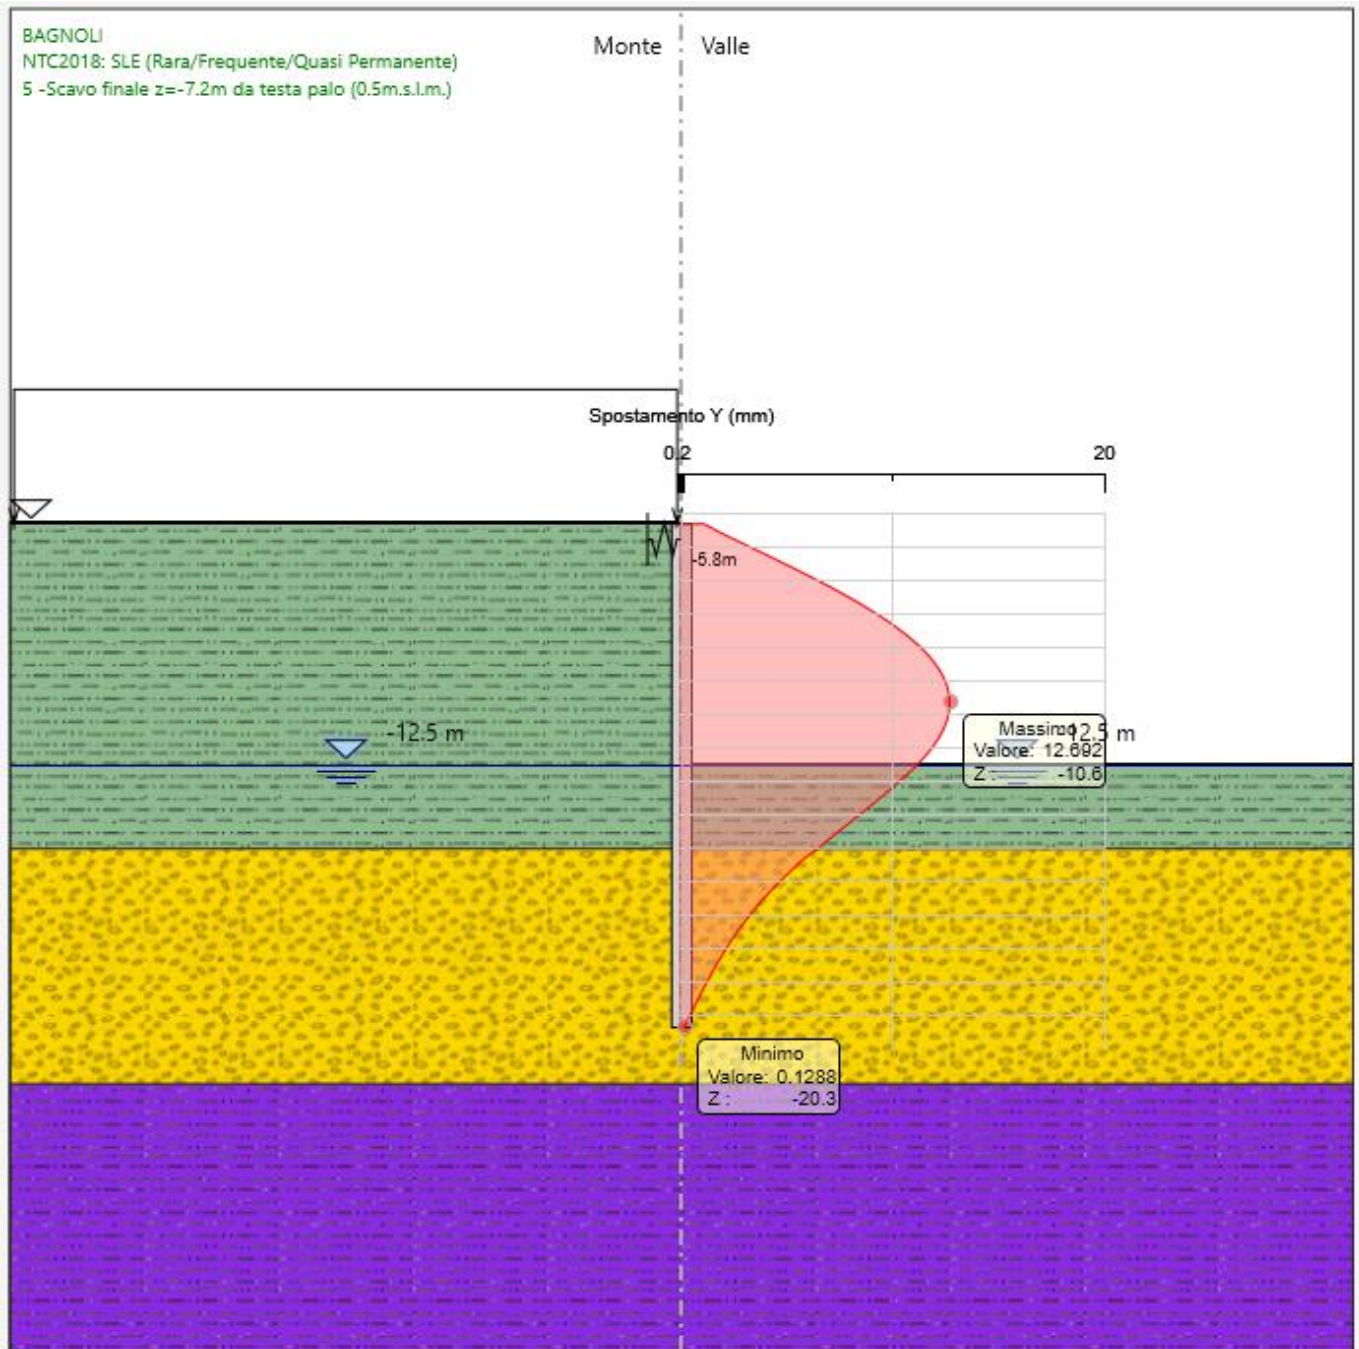 BAGNOLI
NTC2018: SLE (Rara/Frequente/Quasi Permanente)
5 -Scavo finale z=-7.2m da testa palo (0.5m.s.l.m.)
Monte Valle
Spostamento Y (mm)
0.2 20
-5.8m
-12.5 m
-12.5 m
Massimo
Valore: 12.692
Z : -10.6
Minimo
Valore: 0.1288
Z : -20.3